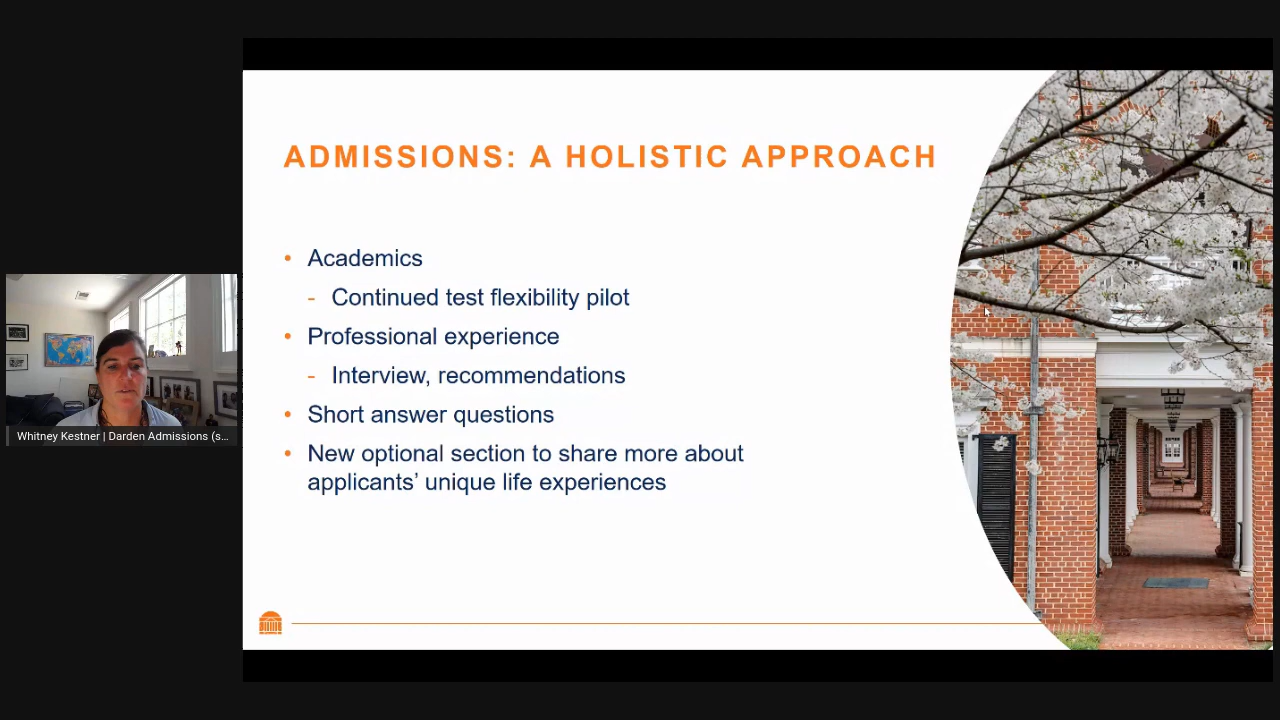 ADMISSIONS: A HOLISTIC APPROACH
• Academics
- Continued test flexibility pilot
• Professional experience
- Interview, recommendations
• Short answer questions
• New optional section to share more about
applicants’ unique life experiences
Whitney Kestner | Darden Admissions (s...